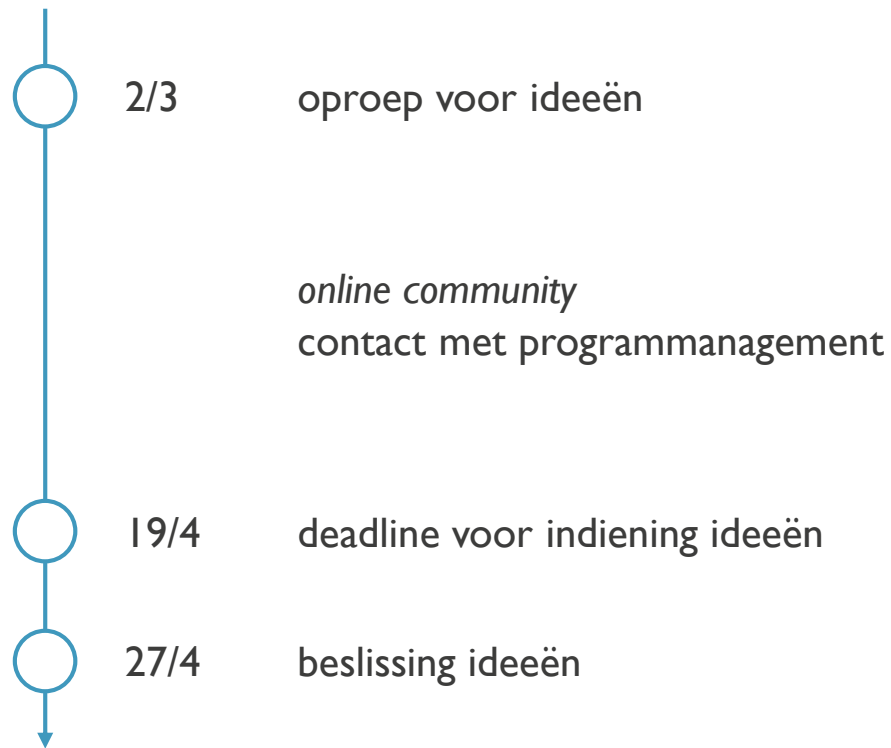 2/3 oproep voor ideeën
online community
contact met programmanagement
19/4 deadline voor indiening ideeën
27/4 beslissing ideeën